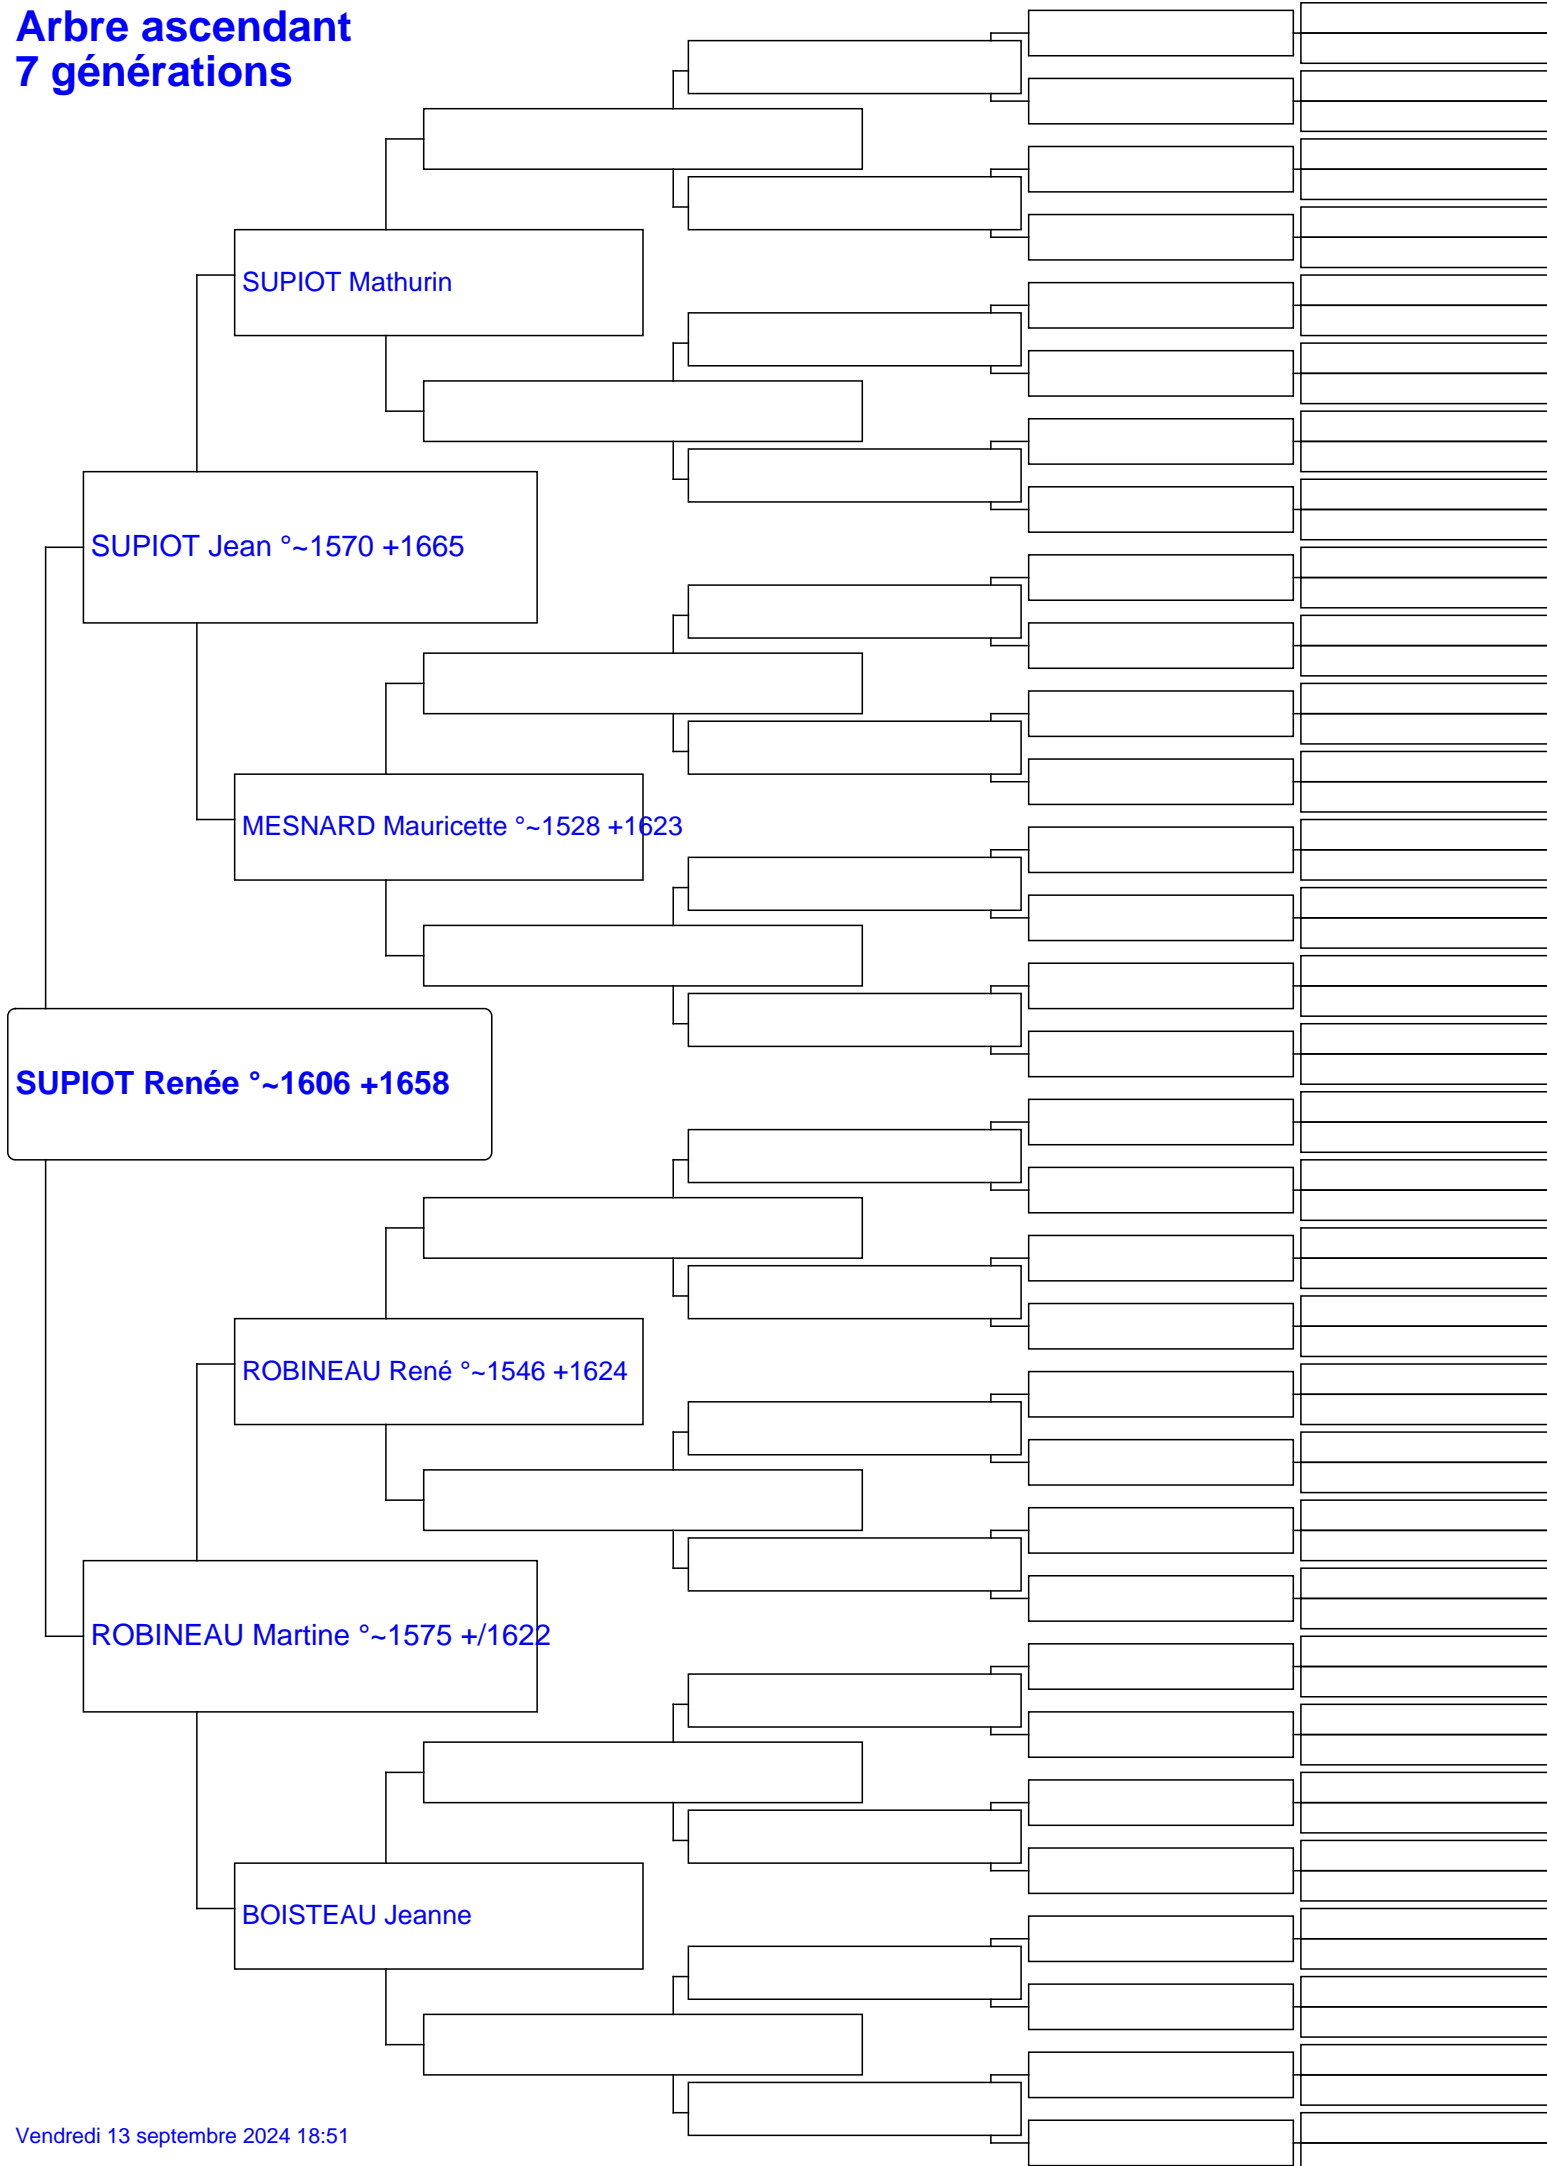 Arbre ascendant
7 générations
SUPIOT Mathurin
SUPIOT Jean °~1570 +1665
MESNARD Mauricette °~1528 +1623
SUPIOT Renée °~1606 +1658
ROBINEAU René °~1546 +1624
ROBINEAU Martine °~1575 +/1622
BOISTEAU Jeanne
Vendredi 13 septembre 2024 18:51